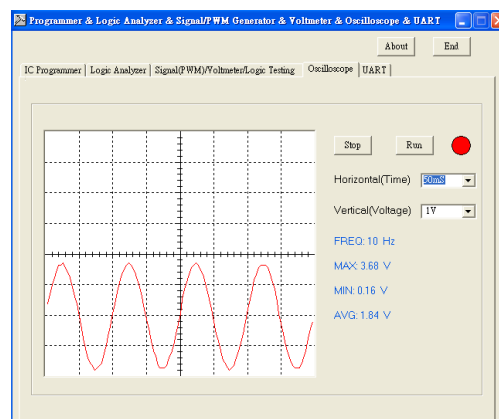 Programmer & Logic Analyzer & Signal/PWM Generator & Voltmeter & Oscilloscope & UART
About End
IC Programmer Logic Analyzer Signal(PWM)/Voltmeter/Logic Testing Oscilloscope UART
Stop Run
Horizontal(Time) 50mS
Vertical(Voltage) 1V
FREQ: 10 Hz
MAX: 3.68 V
MIN: 0.16 V
AVG: 1.84 V